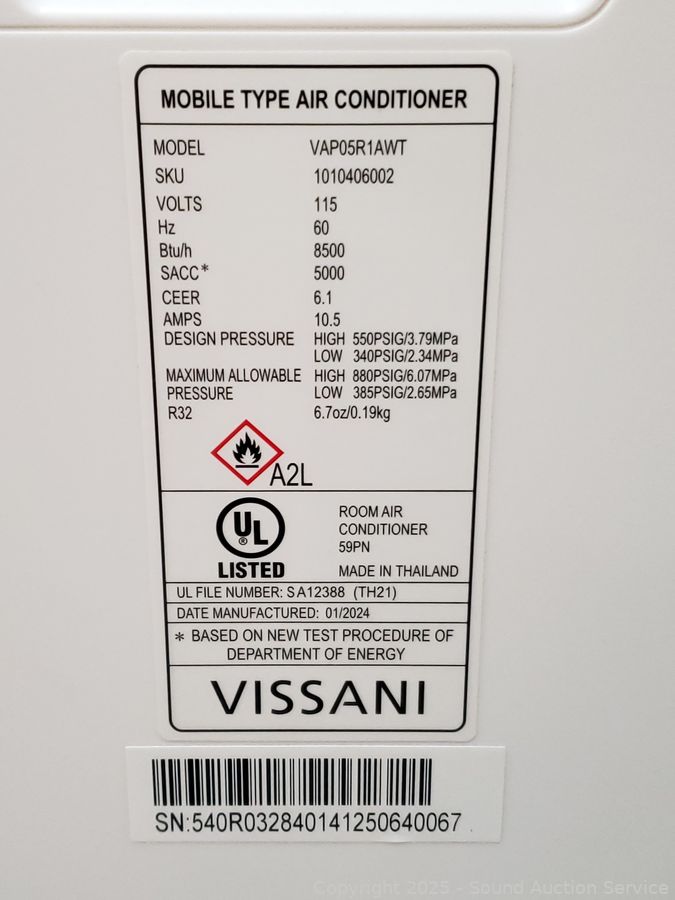 MOBILE TYPE AIR CONDITIONER
MODEL VAP05R1AWT
SKU 1010406002
VOLTS 115
Hz 60
Btu/h 8500
SACC* 5000
CEER 6.1
AMPS 10.5
DESIGN PRESSURE HIGH 550PSIG/3.79MPa
LOW 340PSIG/2.34MPa
MAXIMUM ALLOWABLE HIGH 880PSIG/6.07MPa
PRESSURE LOW 385PSIG/2.65MPa
R32 6.7oz/0.19kg
A2L
UL ®
LISTED
ROOM AIR
CONDITIONER
59PN
MADE IN THAILAND
UL FILE NUMBER: SA12388 (TH21)
DATE MANUFACTURED: 01/2024
* BASED ON NEW TEST PROCEDURE OF
DEPARTMENT OF ENERGY
VISSANI
SN:540R032840141250640067
Copyright 2025 - Sound Auction Service